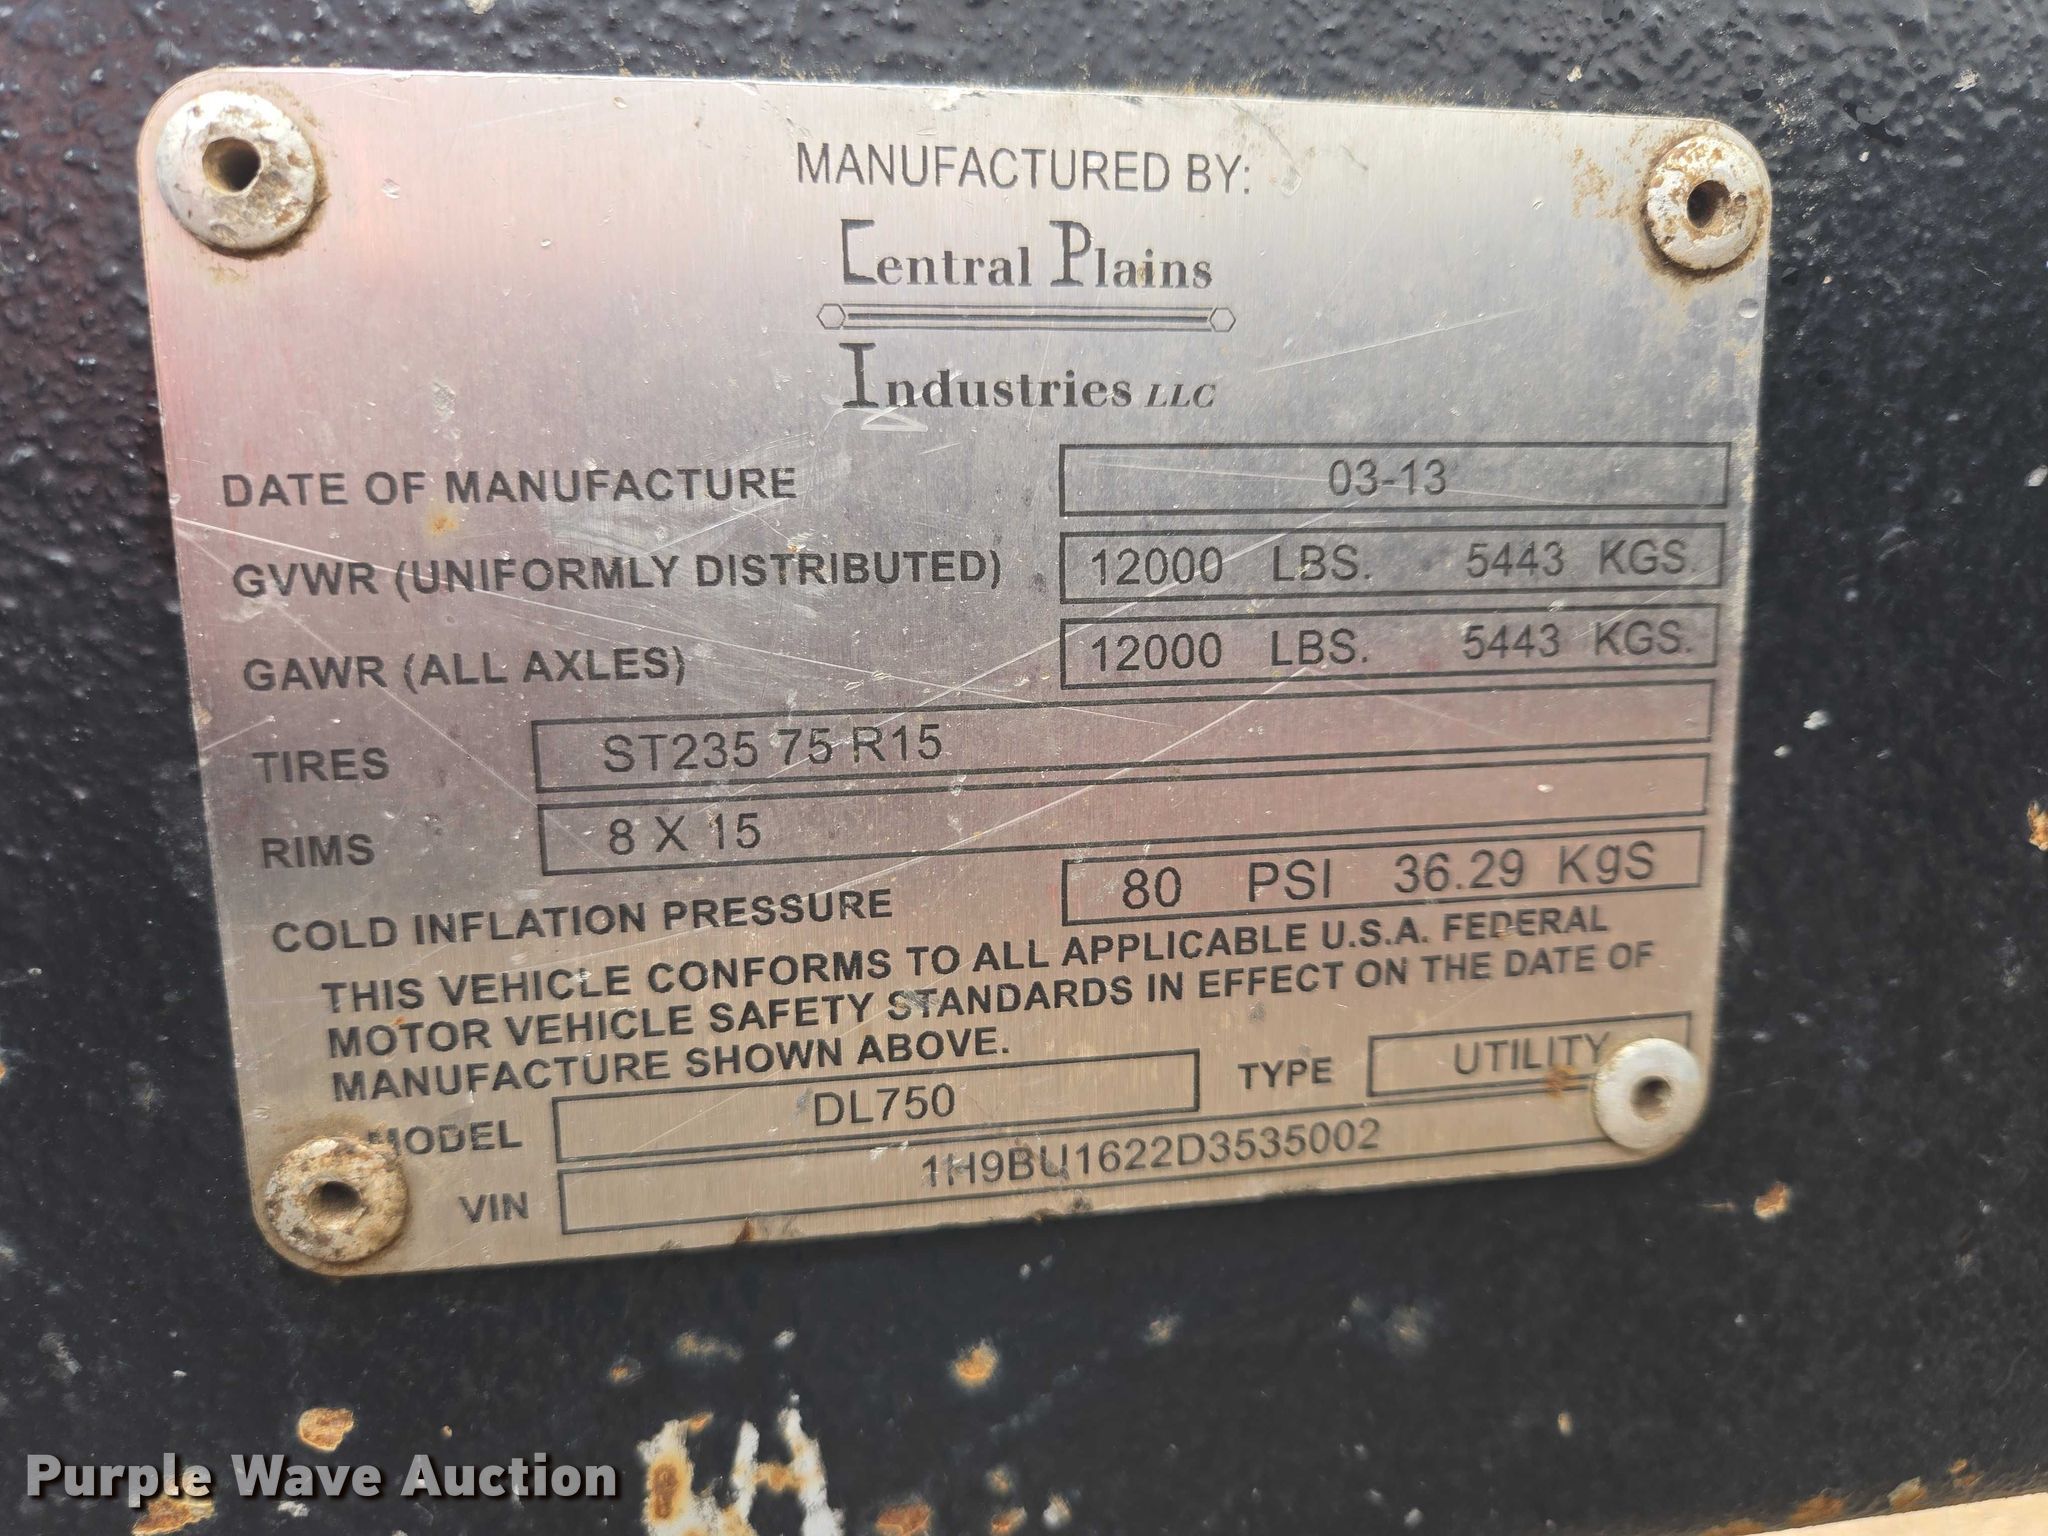 MANUFACTURED BY:
Central Plains
Industries LLC
DATE OF MANUFACTURE 03-13
GVWR (UNIFORMLY DISTRIBUTED) 12000 LBS. 5443 KGS.
GAWR (ALL AXLES) 12000 LBS. 5443 KGS.
TIRES ST235 75 R15
RIMS 8 X 15
COLD INFLATION PRESSURE 80 PSI 36.29 KgS
THIS VEHICLE CONFORMS TO ALL APPLICABLE U.S.A. FEDERAL
MOTOR VEHICLE SAFETY STANDARDS IN EFFECT ON THE DATE OF
MANUFACTURE SHOWN ABOVE.
MODEL DL750 TYPE UTILITY
VIN 1H9BU1622D3535002
Purple Wave Auction